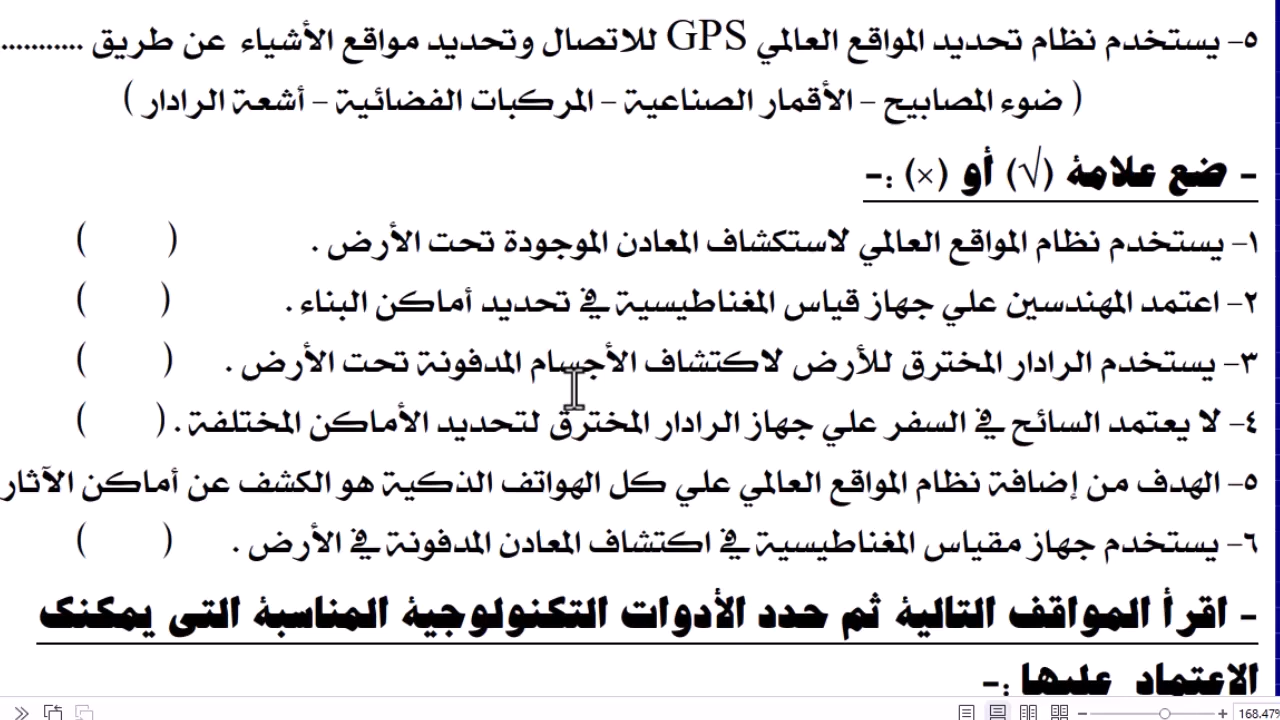 ٥- يستخدم نظام تحديد المواقع العالمي GPS للاتصال وتحديد مواقع الأشياء عن طريق ...........
( ضوء المصابيح – الأقمار الصناعية – المركبات الفضائية – أشعة الرادار )
- ضع علامة (√) أو (×) :-
١- يستخدم نظام المواقع العالمي لاستكشاف المعادن الموجودة تحت الأرض . ( )
٢- اعتمد المهندسين علي جهاز قياس المغناطيسية في تحديد أماكن البناء . ( )
٣- يستخدم الرادار المخترق للأرض لاكتشاف الأجسام المدفونة تحت الأرض . ( )
٤- لا يعتمد السائح في السفر علي جهاز الرادار المخترق لتحديد الأماكن المختلفة . ( )
٥- الهدف من إضافة نظام المواقع العالمي علي كل الهواتف الذكية هو الكشف عن أماكن الآثار
٦- يستخدم جهاز مقياس المغناطيسية في اكتشاف المعادن المدفونة في الأرض . ( )
- اقرأ المواقف التالية ثم حدد الأدوات التكنولوجية المناسبة التى يمكنك
الاعتماد عليها :-
168.47%